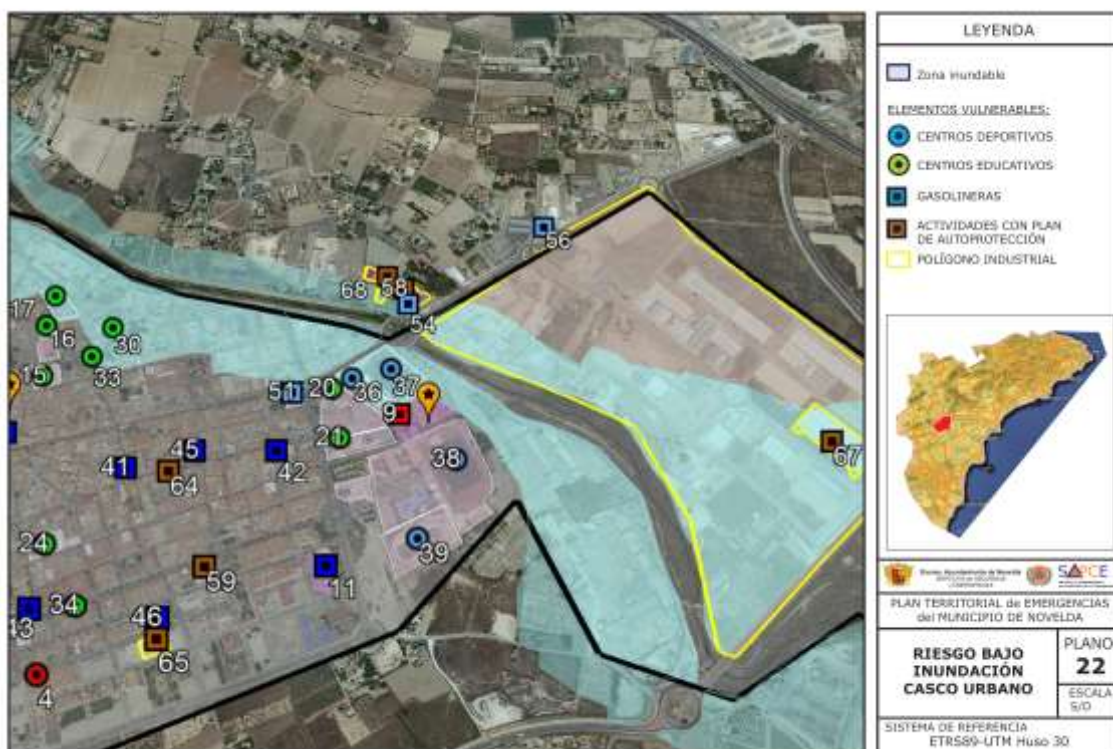 LEYENDA
Zona inundable
ELEMENTOS VULNERABLES:
CENTROS DEPORTIVOS
CENTROS EDUCATIVOS
GASOLINERAS
ACTIVIDADES CON PLAN
DE AUTOPROTECCIÓN
POLÍGONO INDUSTRIAL
56
68
58
54
17
16
30
33
15
51
20
36
37
9
21
38
45
41
64
42
24
39
59
11
34
13
46
65
4
67
Ayuntamiento de Novelda
PLAN TERRITORIAL de EMERGENCIAS
del MUNICIPIO DE NOVELDA
RIESGO BAJO
INUNDACIÓN
CASCO URBANO
PLANO
22
ESCALA
S/D
SISTEMA DE REFERENCIA
ETRS89-UTM Huso 30